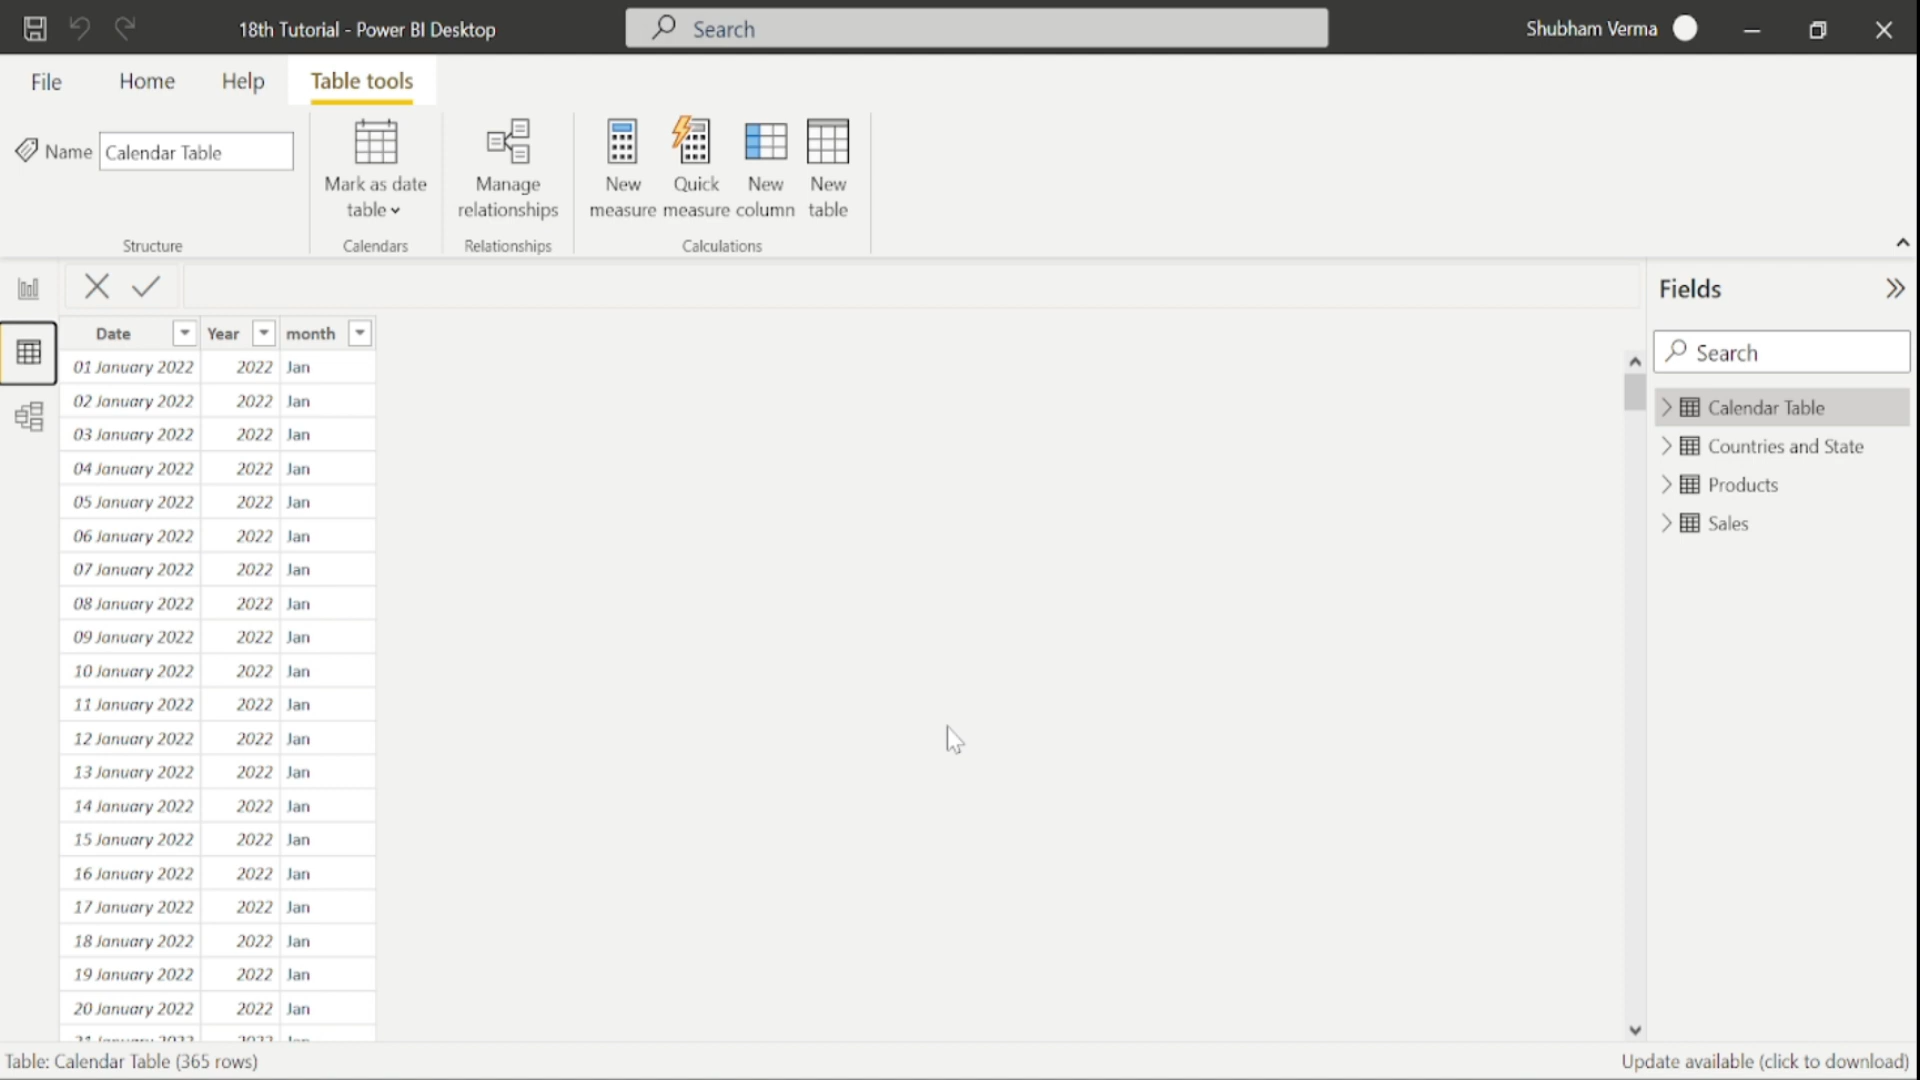 18th Tutorial - Power BI Desktop
Search
Shubham Verma
File Home Help Table tools
Name Calendar Table
Mark as date table
Manage relationships
New measure
Quick measure
New column
New table
Structure Calendars Relationships Calculations
Fields
Search
Calendar Table
Countries and State
Products
Sales
Date Year month
01 January 2022 2022 Jan
02 January 2022 2022 Jan
03 January 2022 2022 Jan
04 January 2022 2022 Jan
05 January 2022 2022 Jan
06 January 2022 2022 Jan
07 January 2022 2022 Jan
08 January 2022 2022 Jan
09 January 2022 2022 Jan
10 January 2022 2022 Jan
11 January 2022 2022 Jan
12 January 2022 2022 Jan
13 January 2022 2022 Jan
14 January 2022 2022 Jan
15 January 2022 2022 Jan
16 January 2022 2022 Jan
17 January 2022 2022 Jan
18 January 2022 2022 Jan
19 January 2022 2022 Jan
20 January 2022 2022 Jan
Table: Calendar Table (365 rows)
Update available (click to download)